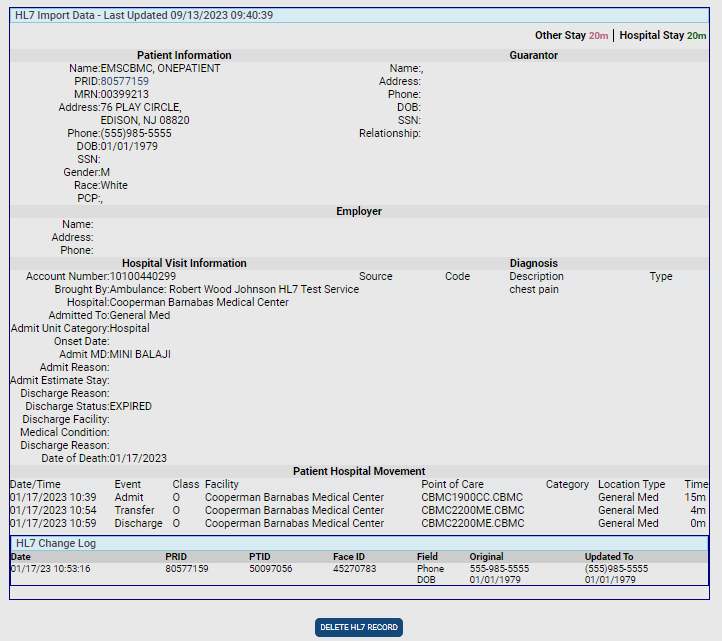 HL7 Import Data - Last Updated 09/13/2023 09:40:39
Other Stay 20m | Hospital Stay 20m
Patient Information Guarantor
Name:EMSCBMC, ONEPATIENT Name:,
PRID:80577159 Address:
MRN:00399213 Phone:
Address:76 PLAY CIRCLE, DOB:
EDISON, NJ 08820 SSN:
Phone:(555)985-5555 Relationship:
DOB:01/01/1979
SSN:
Gender:M
Race:White
PCP:,
Employer
Name:
Address:
Phone:
Hospital Visit Information Diagnosis
Account Number:10100440299 Source Code Description Type
Brought By:Ambulance: Robert Wood Johnson HL7 Test Service chest pain
Hospital:Cooperman Barnabas Medical Center
Admitted To:General Med
Admit Unit Category:Hospital
Onset Date:
Admit MD:MINI BALAJI
Admit Reason:
Admit Estimate Stay:
Discharge Reason:
Discharge Status:EXPIRED
Discharge Facility:
Medical Condition:
Discharge Reason:
Date of Death:01/17/2023
Patient Hospital Movement
Date/Time Event Class Facility Point of Care Category Location Type Time
01/17/2023 10:39 Admit O Cooperman Barnabas Medical Center CBMC1900CC.CBMC General Med 15m
01/17/2023 10:54 Transfer O Cooperman Barnabas Medical Center CBMC2200ME.CBMC General Med 4m
01/17/2023 10:59 Discharge O Cooperman Barnabas Medical Center CBMC2200ME.CBMC General Med 0m
HL7 Change Log
Date PRID PTID Face ID Field Original Updated To
01/17/23 10:53:16 80577159 50097056 45270783 Phone 555-985-5555 (555)985-5555
DOB 01/01/1979 01/01/1979
DELETE HL7 RECORD